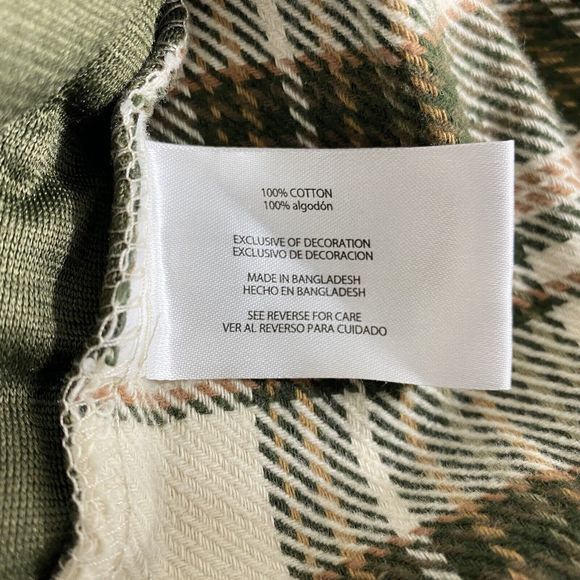 100% COTTON
100% algodón
EXCLUSIVE OF DECORATION
EXCLUSIVO DE DECORACION
MADE IN BANGLADESH
HECHO EN BANGLADESH
SEE REVERSE FOR CARE
VER AL REVERSO PARA CUIDADO